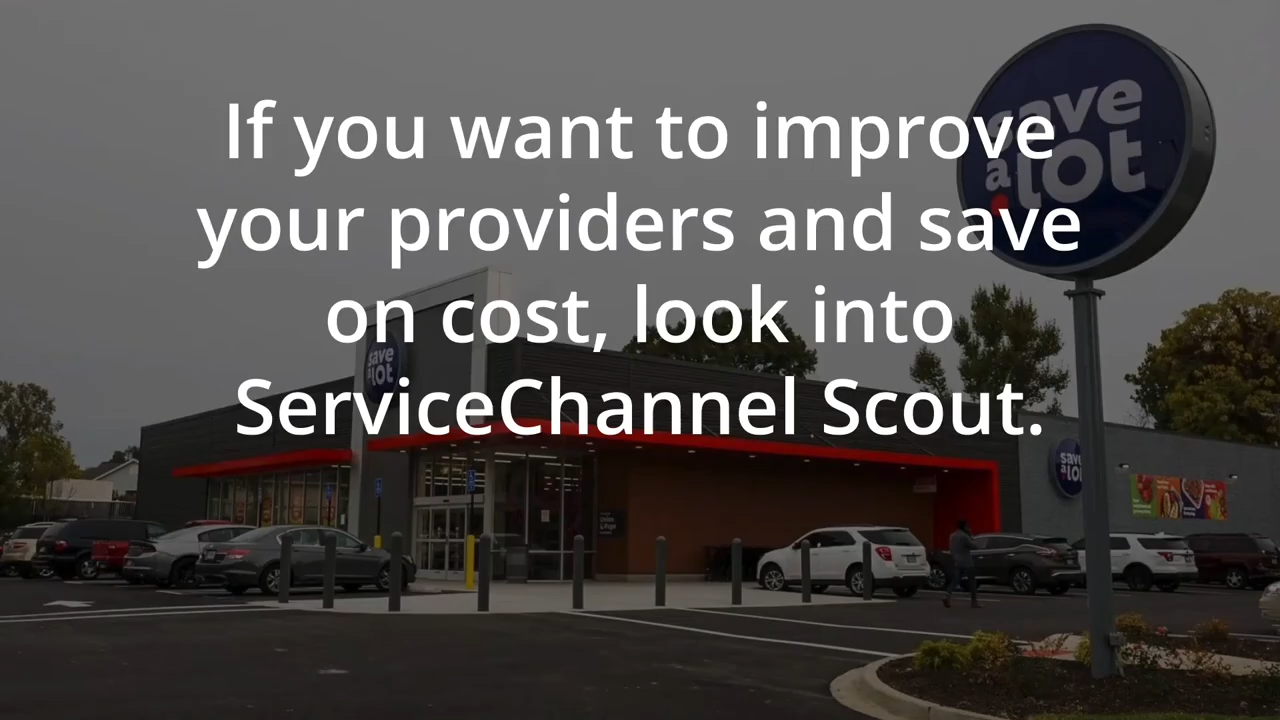 If you want to improve
your providers and save
on cost, look into
ServiceChannel Scout.
save
a lot
save
a lot
save
a lot